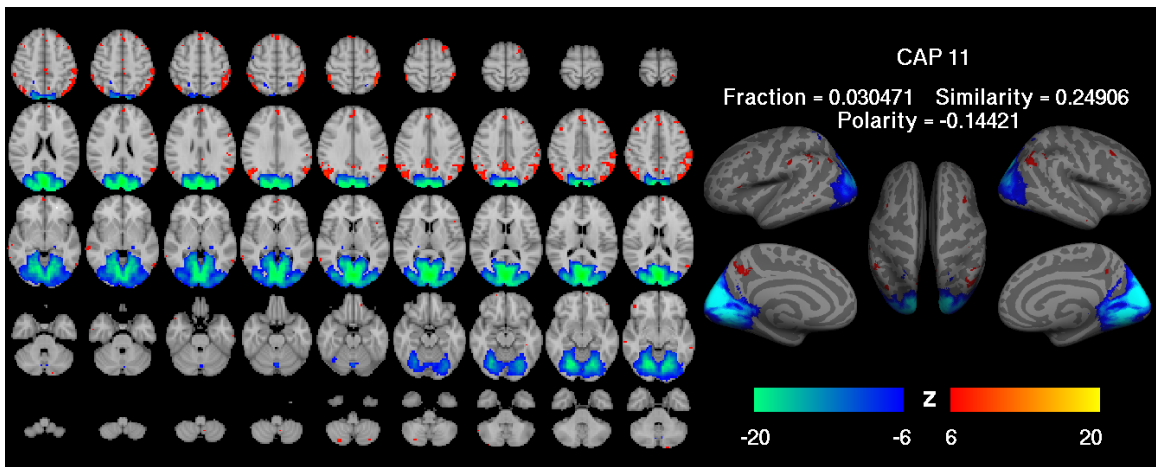 CAP 11
Fraction = 0.030471 Similarity = 0.24906
Polarity = -0.14421
z
-20 -6 6 20